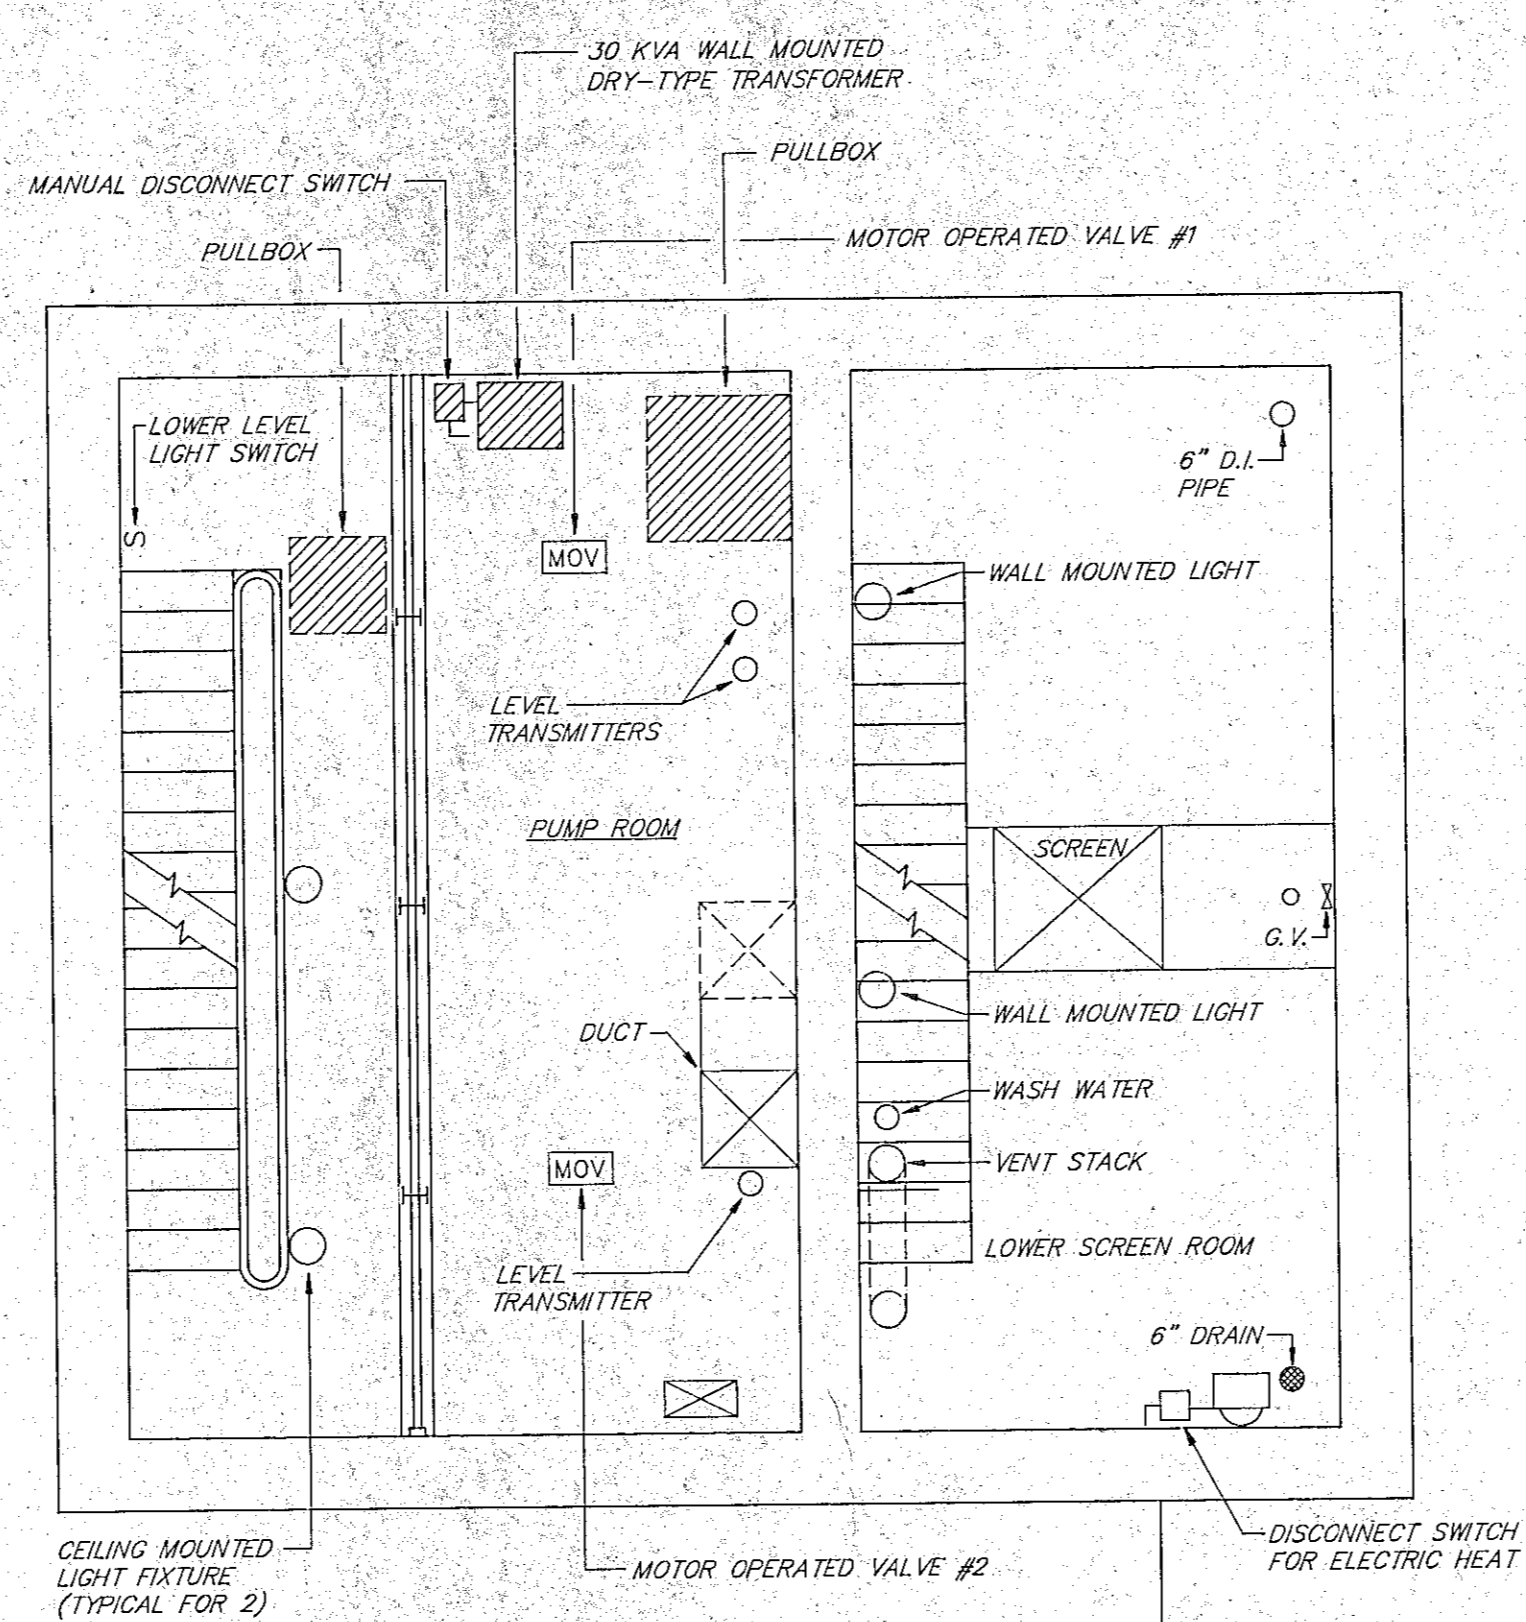 30 KVA WALL MOUNTED
DRY-TYPE TRANSFORMER
PULLBOX
MANUAL DISCONNECT SWITCH
MOTOR OPERATED VALVE #1
PULLBOX
LOWER LEVEL
LIGHT SWITCH
S
6" D.I.
PIPE
MOV
WALL MOUNTED LIGHT
LEVEL
TRANSMITTERS
PUMP ROOM
SCREEN
G.V.
WALL MOUNTED LIGHT
DUCT
WASH WATER
MOV
VENT STACK
LOWER SCREEN ROOM
LEVEL
TRANSMITTER
6" DRAIN
CEILING MOUNTED
LIGHT FIXTURE
(TYPICAL FOR 2)
MOTOR OPERATED VALVE #2
DISCONNECT SWITCH
FOR ELECTRIC HEAT